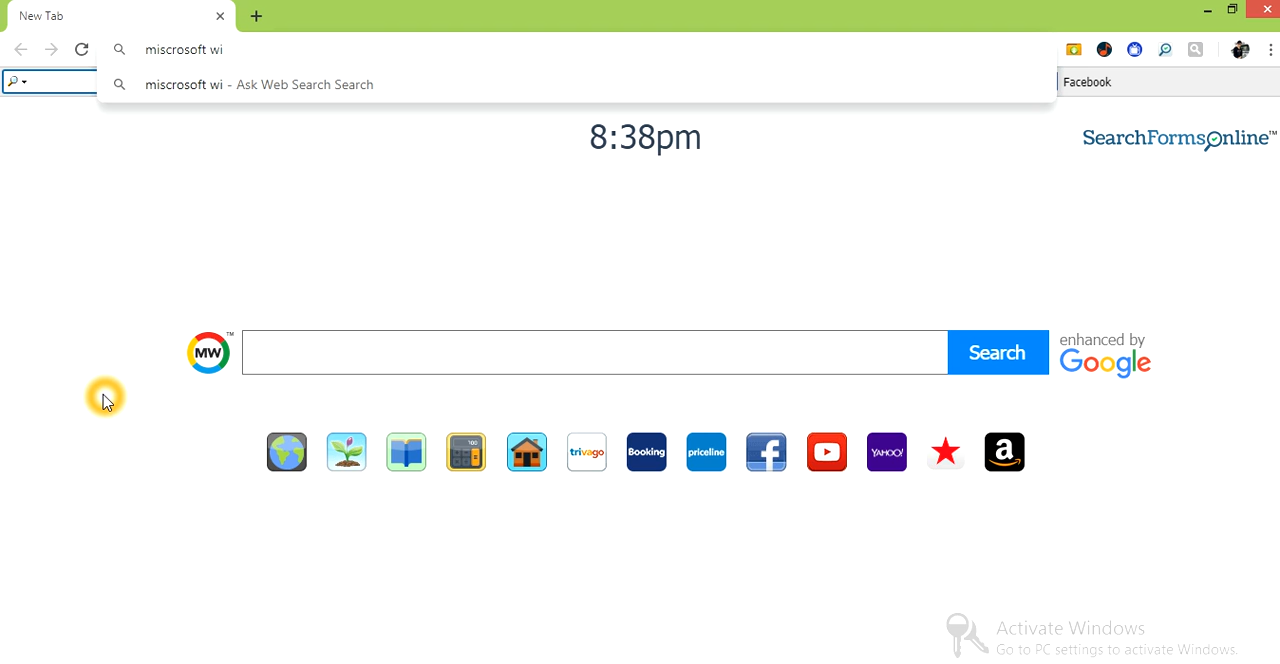 New Tab
miscrosoft wi
miscrosoft wi - Ask Web Search Search
Facebook
8:38pm
SearchFormsOnline™
MW™
Search
enhanced by
Google
trivago
Booking
priceline
YAHOO!
a
Activate Windows
Go to PC settings to activate Windows.